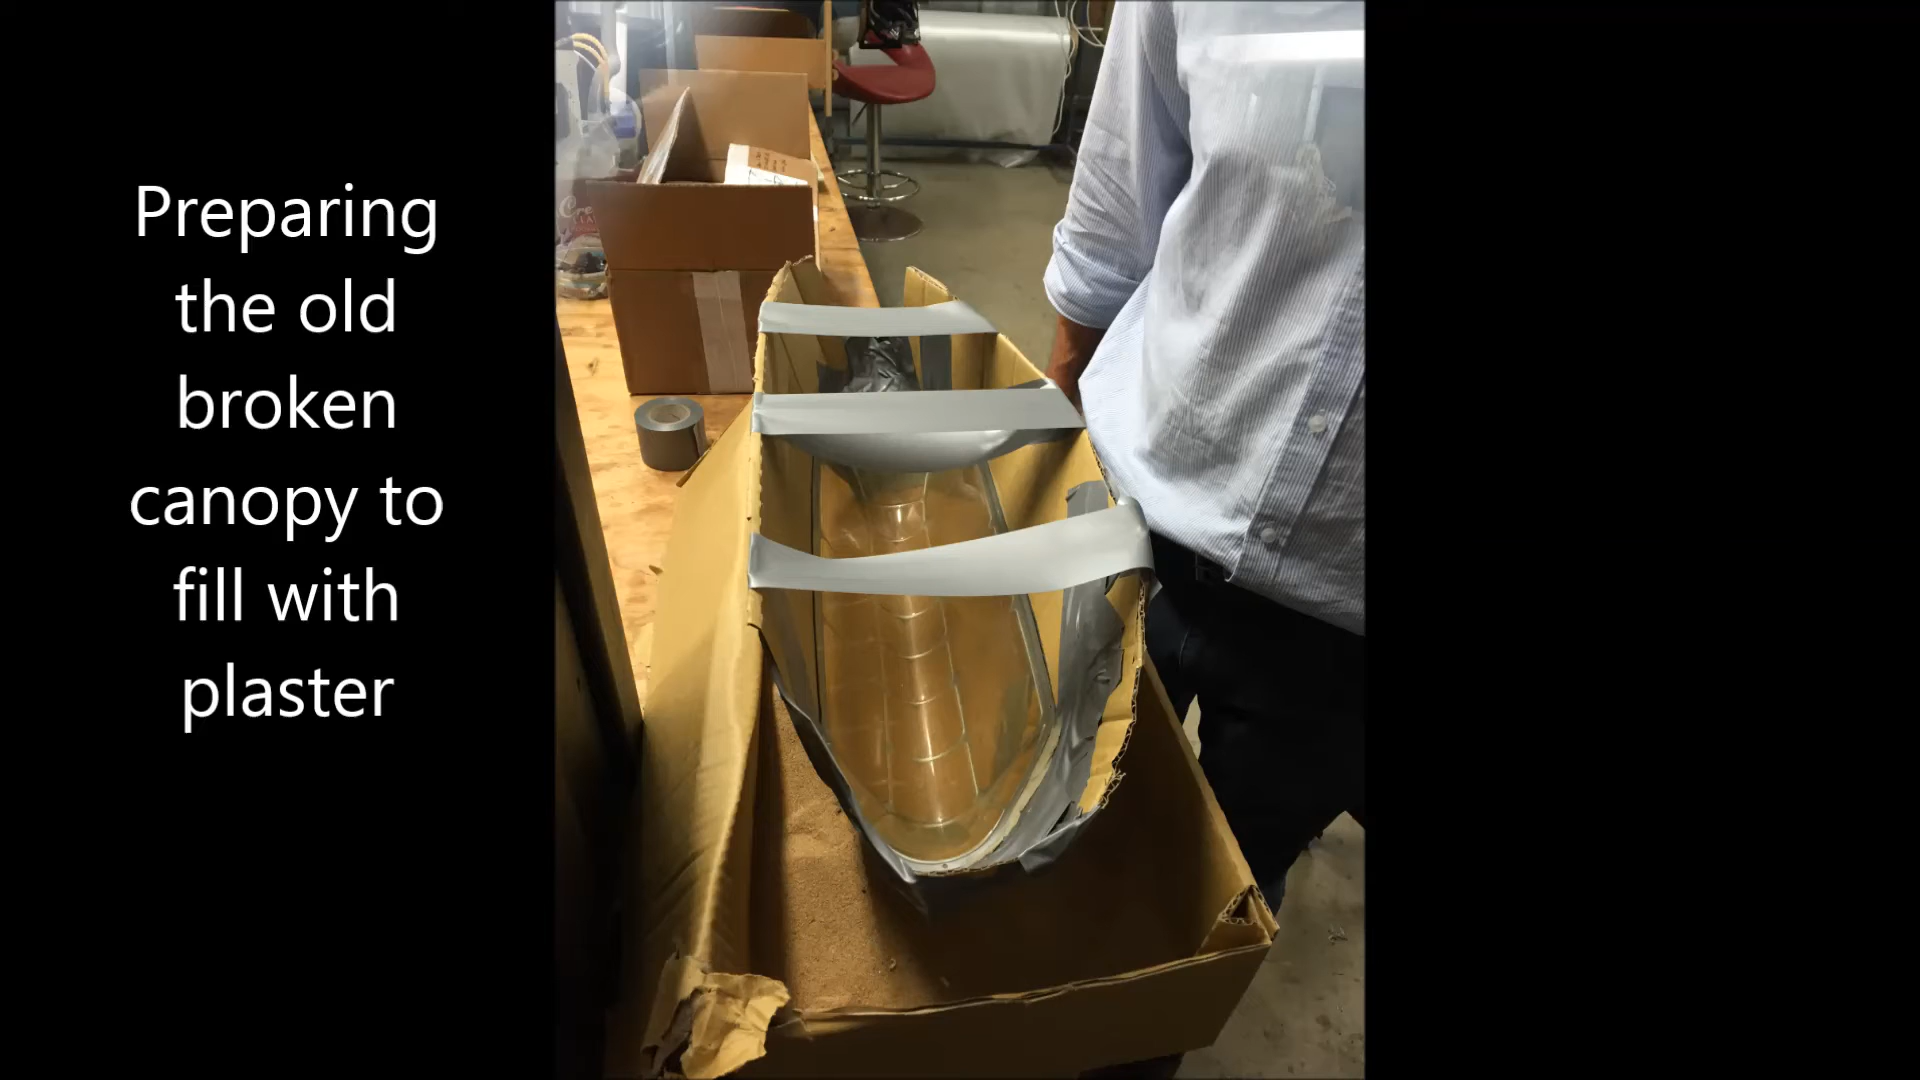 Preparing
the old
broken
canopy to
fill with
plaster